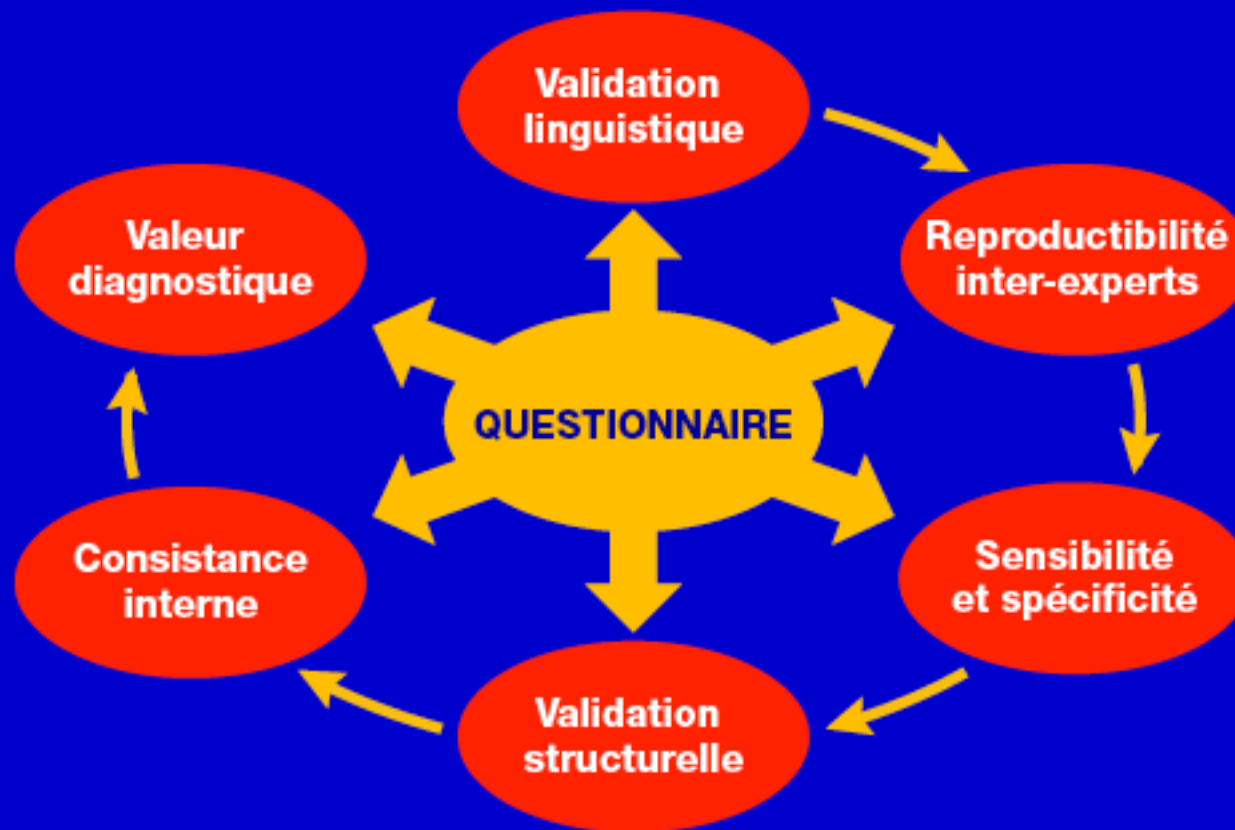 Validation
linguistique
Reproductibilité
inter-experts
Sensibilité
et spécificité
Validation
structurelle
Consistance
interne
Valeur
diagnostique
QUESTIONNAIRE